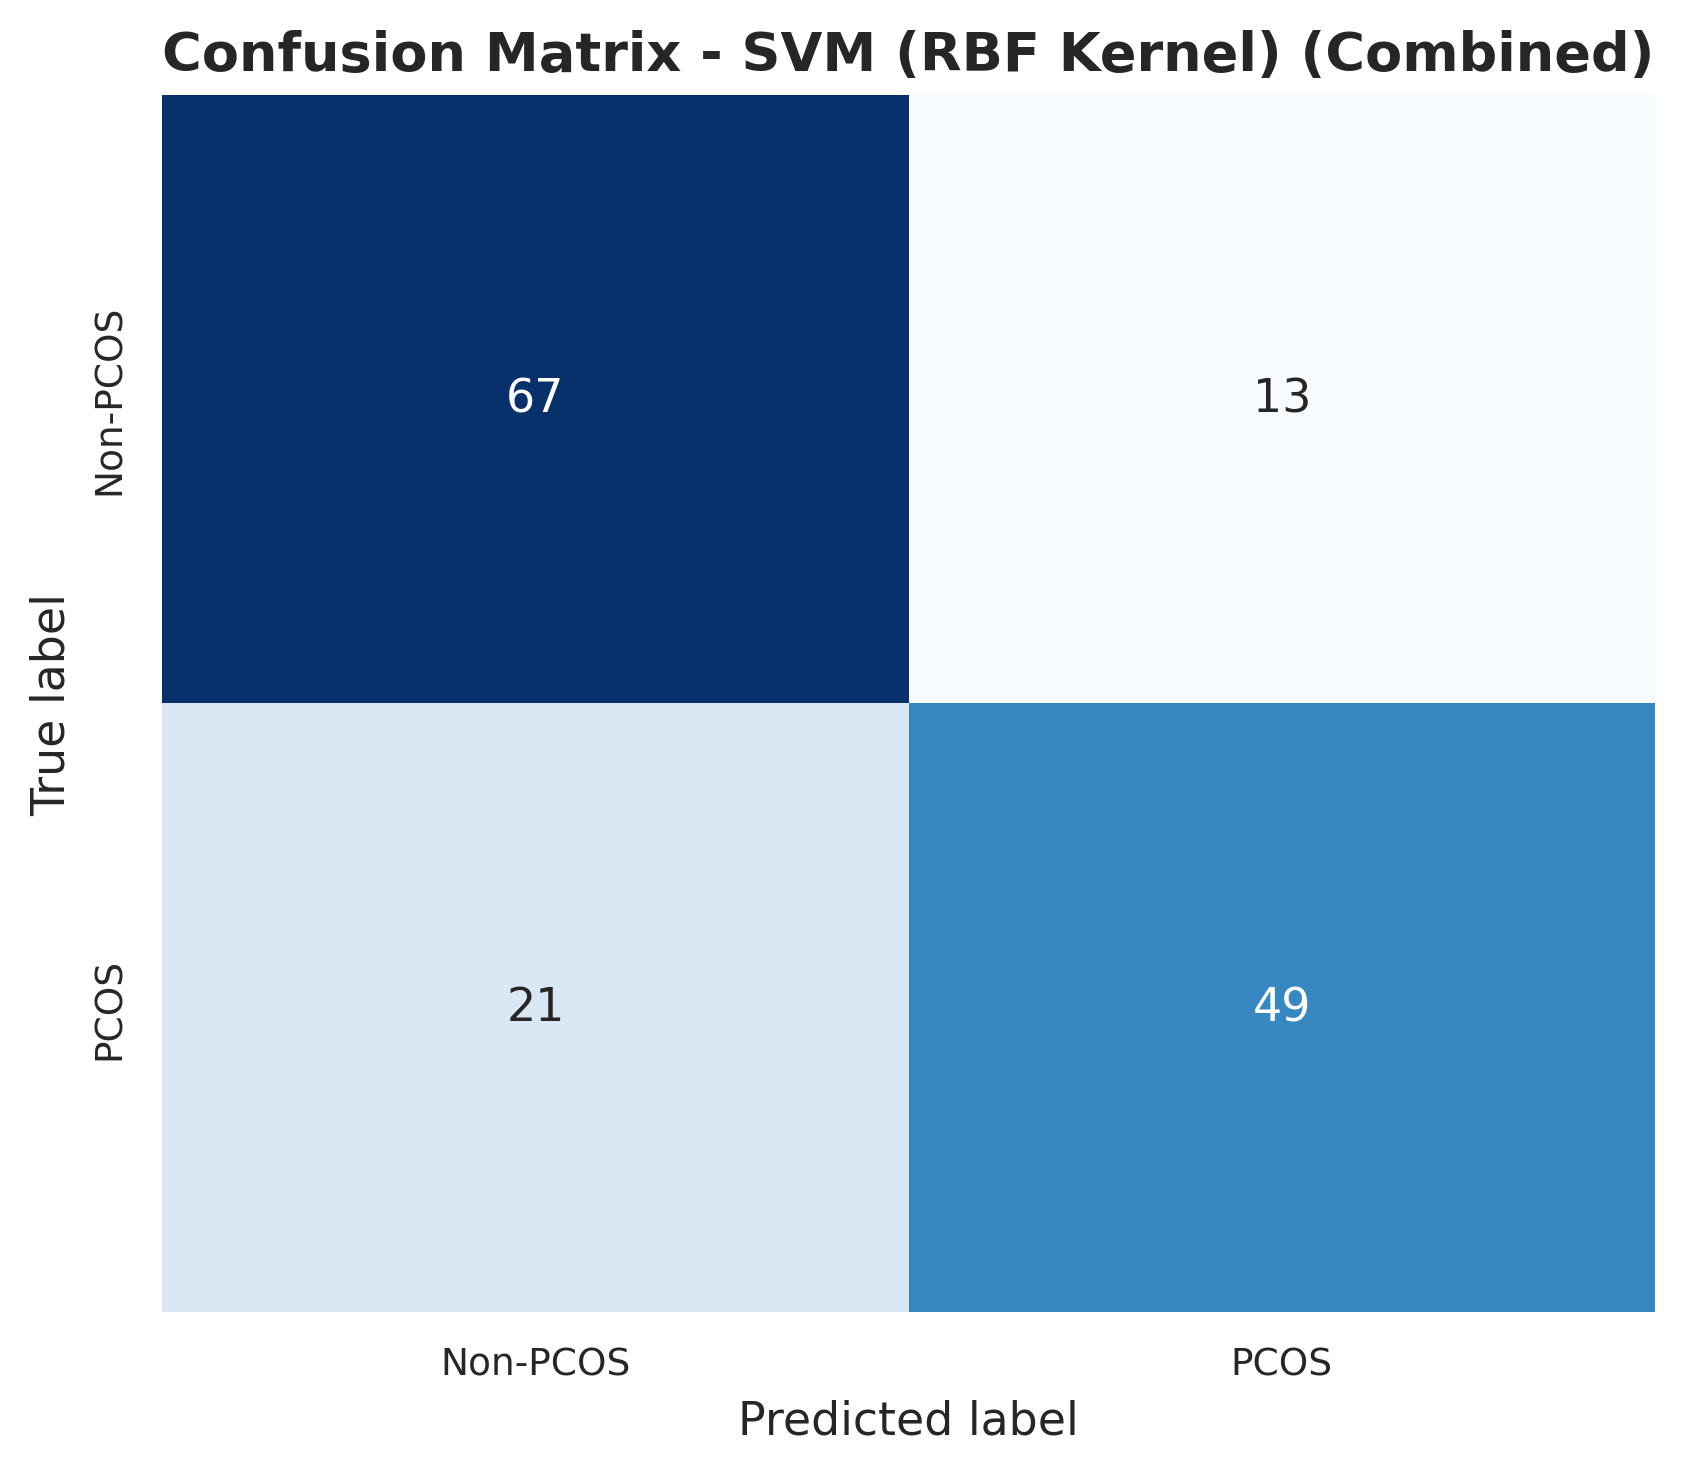 Confusion Matrix - SVM (RBF Kernel) (Combined)
True label
Non-PCOS
67
13
PCOS
21
49
Non-PCOS
PCOS
Predicted label